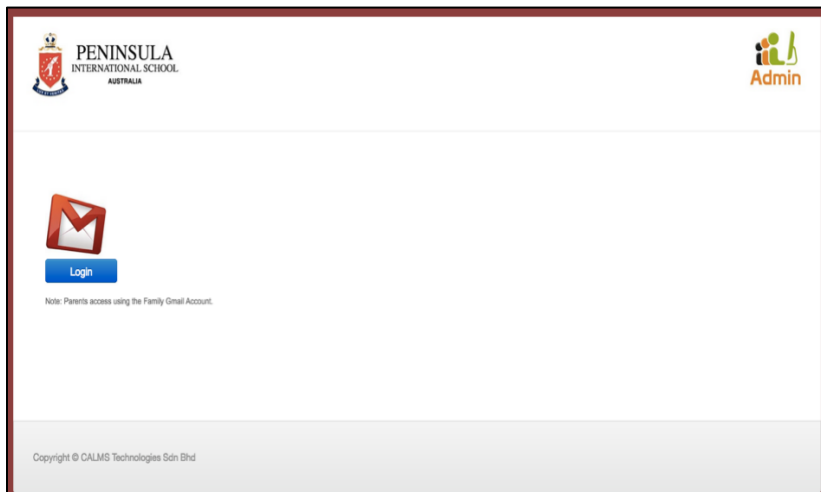 PENINSULA
INTERNATIONAL SCHOOL
AUSTRALIA
Admin
Login
Note: Parents access using the Family Gmail Account.
Copyright © CALMS Technologies Sdn Bhd